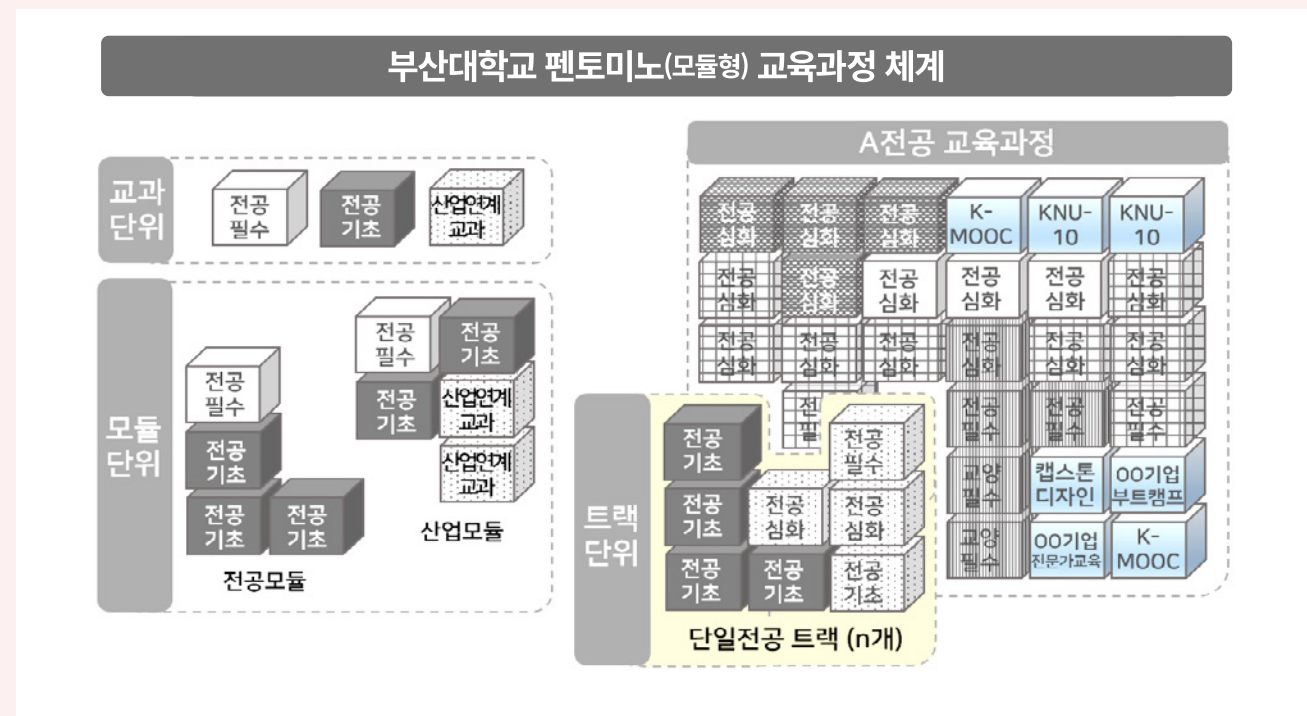 부산대학교 펜토미노(모듈형) 교육과정 체계
교과
단위
전공
필수
전공
기초
산업연계
교과
모듈
단위
전공
필수
전공
기초
전공
기초
전공
기초
전공모듈
전공
필수
전공
기초
전공
기초
산업연계
교과
산업연계
교과
산업모듈
A전공 교육과정
전공
심화
전공
심화
전공
심화
K-
MOOC
KNU-
10
KNU-
10
전공
심화
전공
심화
전공
심화
전공
심화
전공
심화
전공
심화
전공
심화
전공
심화
전공
심화
전공
심화
전공
심화
전공
심화
전공
필수
전공
필수
전공
필수
교양
필수
캡스톤
디자인
OO기업
부트캠프
교양
필수
OO기업
전문가교육
K-
MOOC
트랙
단위
전공
기초
전공
필수
전공
기초
전공
심화
전공
심화
전공
기초
전공
기초
전공
기초
단일전공 트랙 (n개)